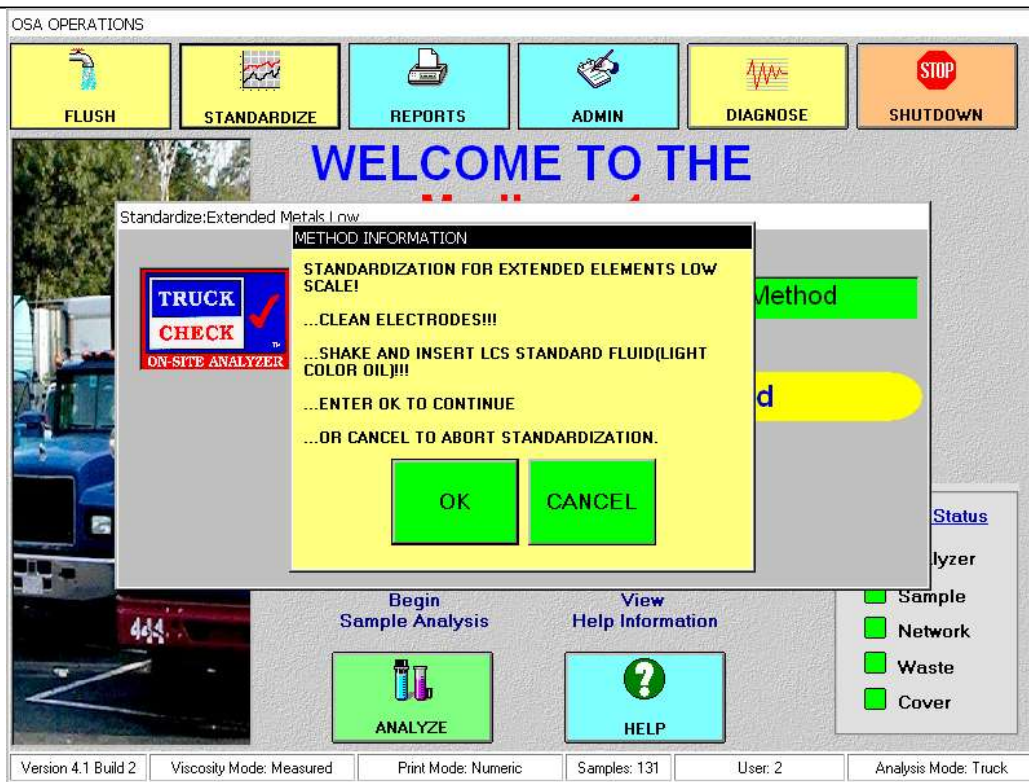 OSA OPERATIONS
FLUSH
STANDARDIZE
REPORTS
ADMIN
DIAGNOSE
STOP
SHUTDOWN
WELCOME TO THE
Standardize:Extended Metals Low
METHOD INFORMATION
STANDARDIZATION FOR EXTENDED ELEMENTS LOW
SCALE!
...CLEAN ELECTRODES!!!
...SHAKE AND INSERT LCS STANDARD FLUID(LIGHT
COLOR OIL)!!!
...ENTER OK TO CONTINUE
...OR CANCEL TO ABORT STANDARDIZATION.
OK
CANCEL
TRUCK
CHECK
TM
ON-SITE ANALYZER
Method
d
Status
lyzer
Sample
Network
Waste
Cover
444
Begin
Sample Analysis
View
Help Information
ANALYZE
?
HELP
Version 4.1 Build 2
Viscosity Mode: Measured
Print Mode: Numeric
Samples: 131
User: 2
Analysis Mode: Truck